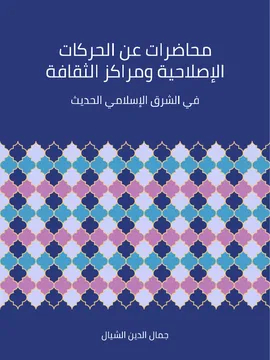 محاضرات عن الحركات
الإصلاحية ومراكز الثقافة
في الشرق الإسلامي الحديث
جمال الدين الشيال